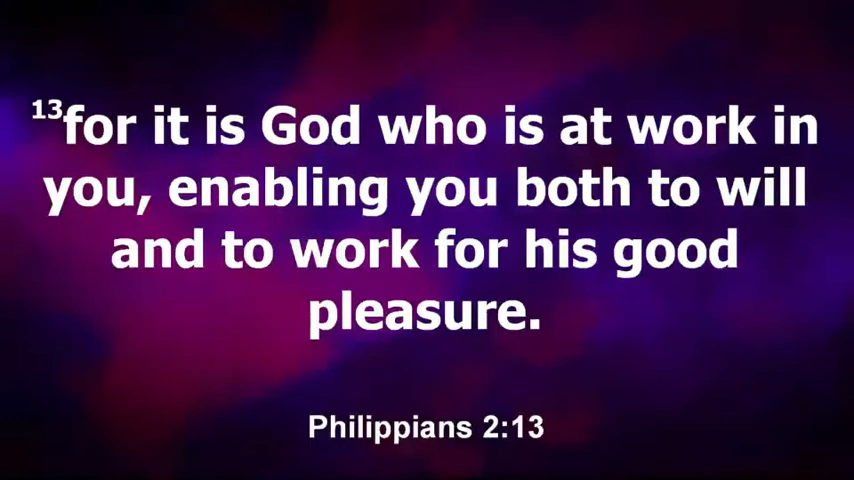 13for it is God who is at work in
you, enabling you both to will
and to work for his good
pleasure.
Philippians 2:13